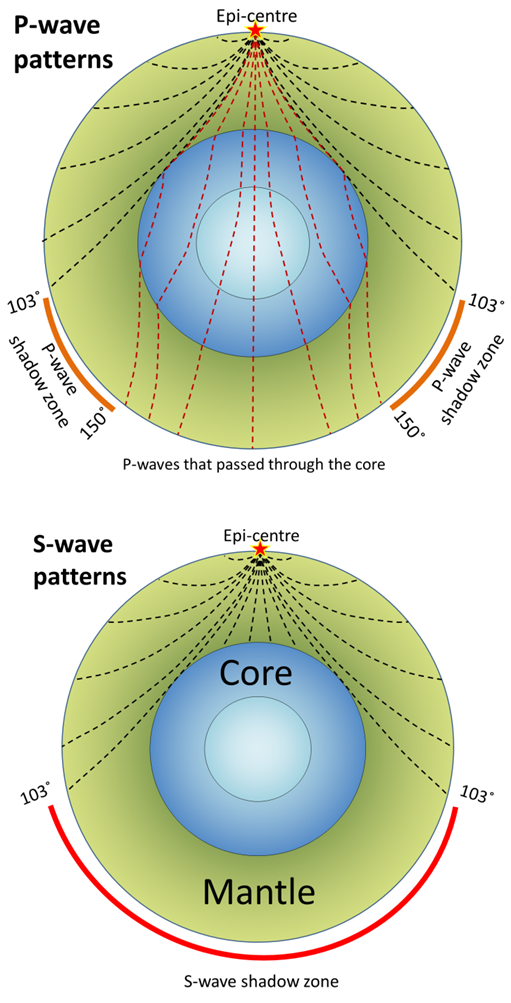 P-wave
patterns
Epi-centre
103˚
103˚
P-wave
shadow zone
P-wave
shadow zone
150˚
150˚
P-waves that passed through the core
S-wave
patterns
Epi-centre
Core
103˚
103˚
Mantle
S-wave shadow zone